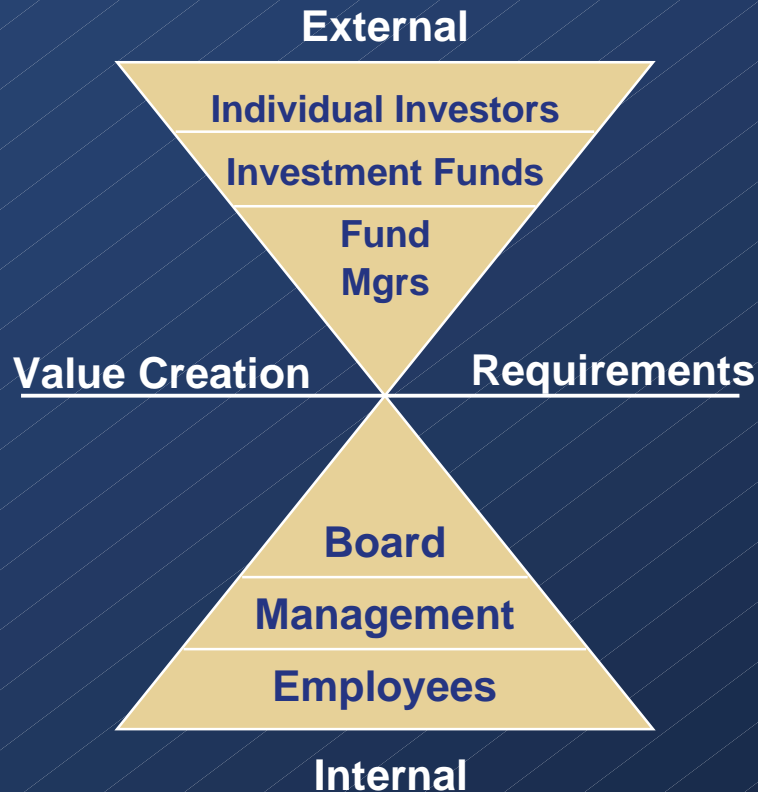 External
Individual Investors
Investment Funds
Fund
Mgrs
Value Creation
Requirements
Board
Management
Employees
Internal